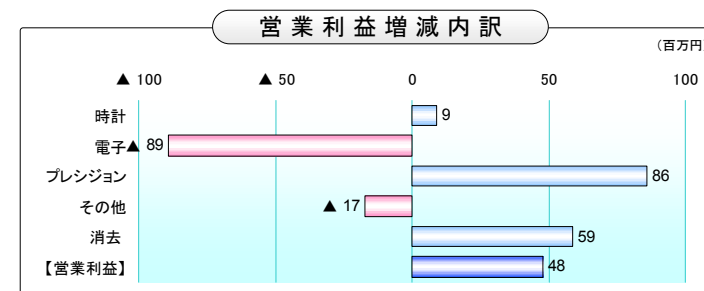 営業利益増減内訳
(百万円
▲ 100 ▲ 50 0 50 100
時計 9
電子▲ 89
プレシジョン 86
その他 ▲ 17
消去 59
【営業利益】 48